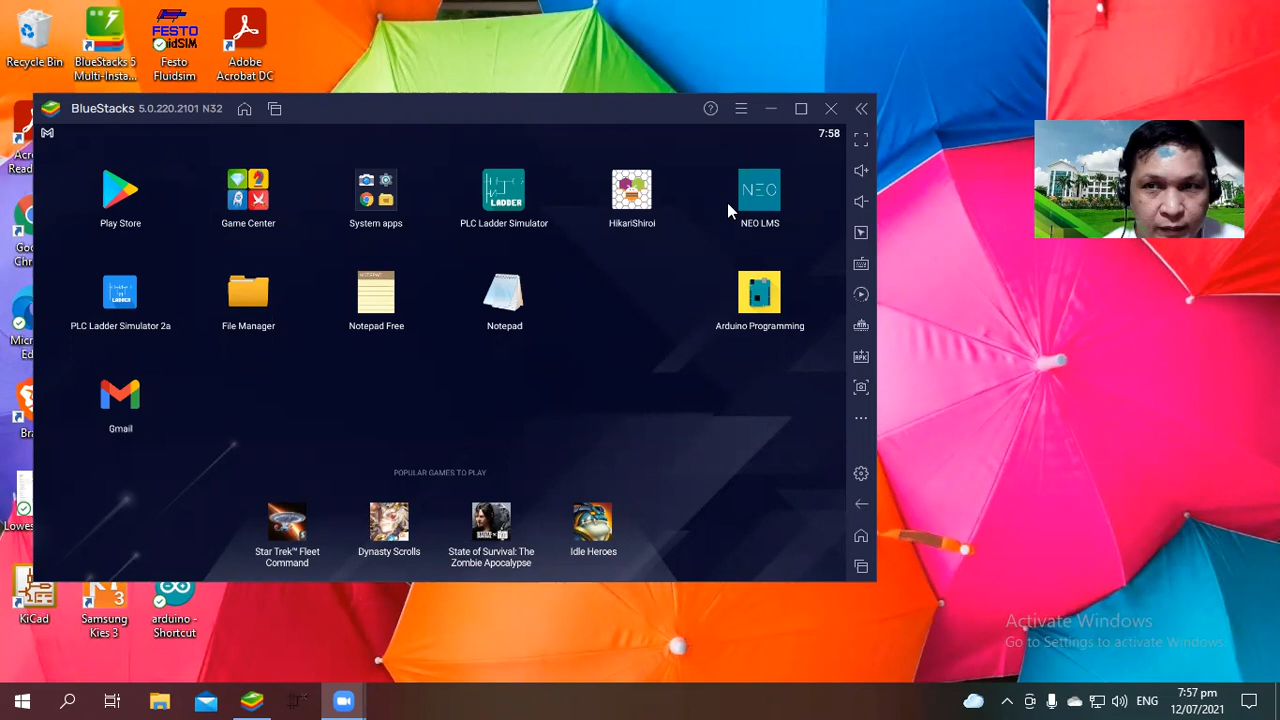 Recycle Bin
BlueStacks 5
Multi-Insta...
FESTO
idSIM
Festo
Fluidsim
Adobe
Acrobat DC
BlueStacks 5.0.220.2101 N32
7:58
Play Store
Game Center
System apps
LADDER
PLC Ladder Simulator
HikariShiroi
NEO
NEO LMS
LADDER
PLC Ladder Simulator 2a
File Manager
NOTEPAD
Notepad Free
Notepad
Arduino Programming
Gmail
POPULAR GAMES TO PLAY
Star Trek™ Fleet
Command
Dynasty Scrolls
State of Survival: The
Zombie Apocalypse
Idle Heroes
KiCad
Samsung
Kies 3
arduino -
Shortcut
Activate Windows
Go to Settings to activate Windows.
ENG
7:57 pm
12/07/2021